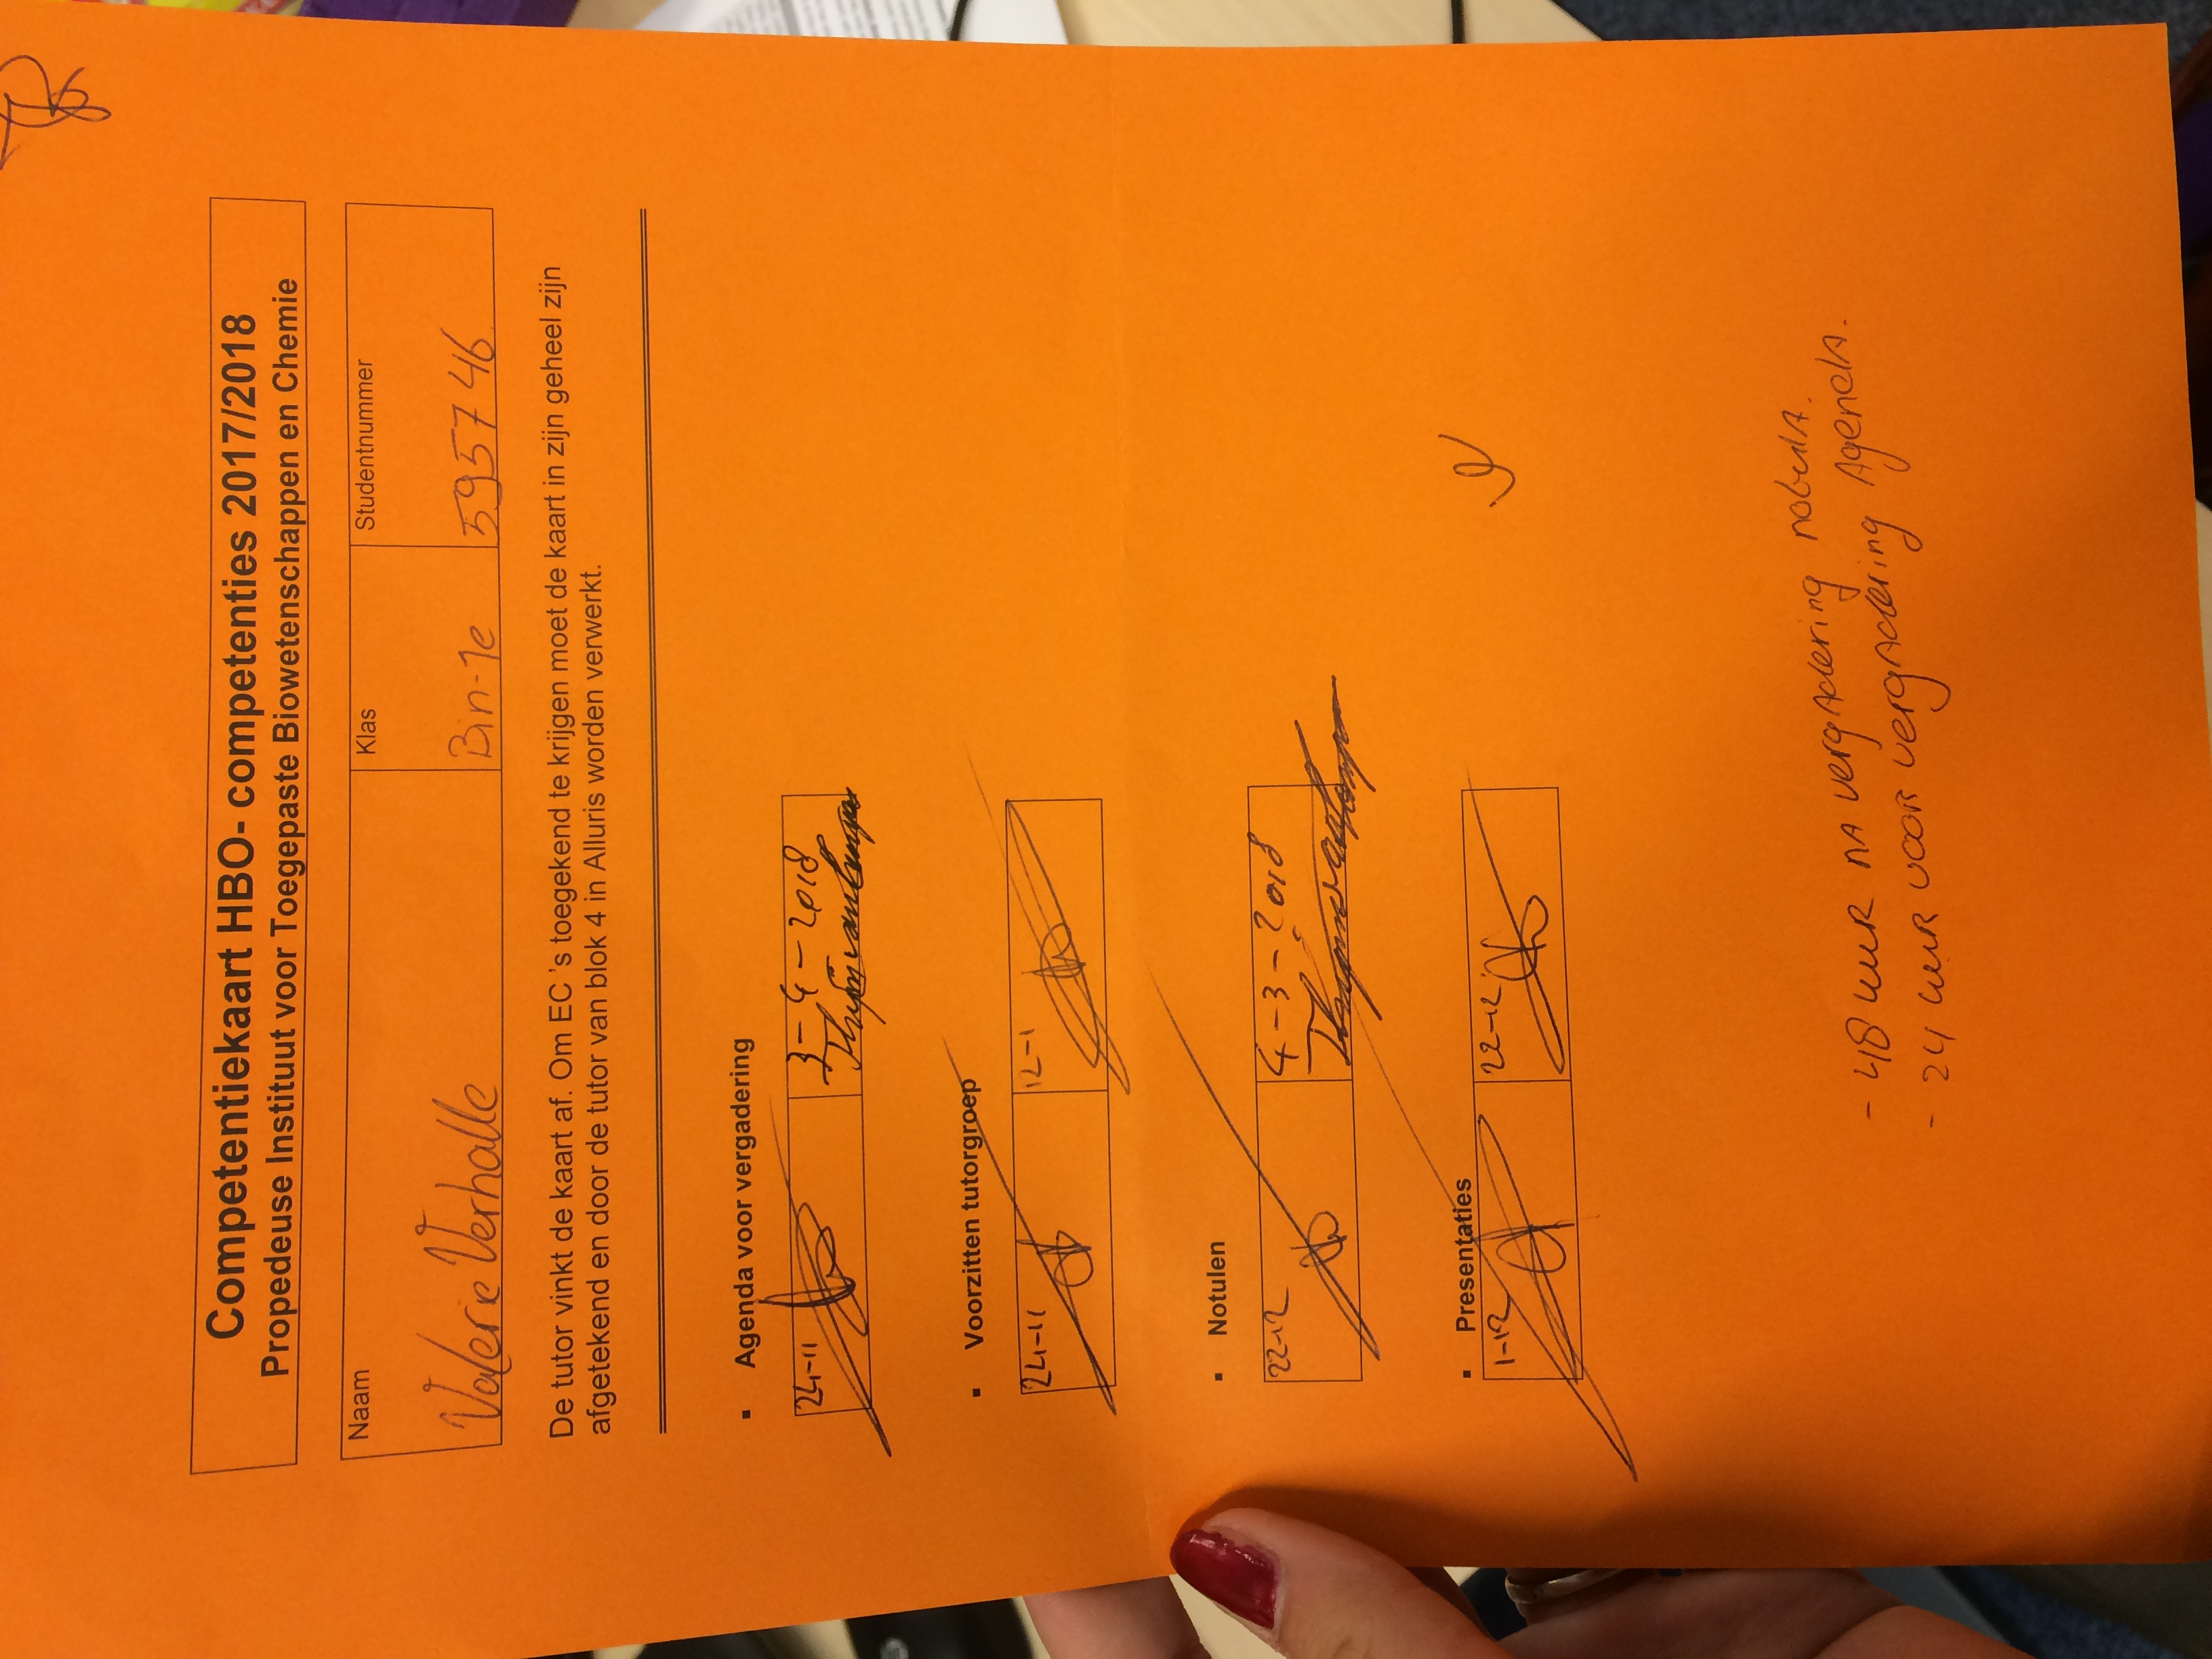 Competentiekaart HBO- competenties 2017/2018
Propedeuse Instituut voor Toegepaste Biowetenschappen en Chemie
Naam
Klas
Studentnummer
Valerie Verhalle
Bin-1e
595746
De tutor vinkt de kaart af. Om EC 's toegekend te krijgen moet de kaart in zijn geheel zijn
afgetekend en door de tutor van blok 4 in Alluris worden verwerkt.
▪ Agenda voor vergadering
24-11
3-4-2018
▪ Voorzitten tutorgroep
24-11
12-1
▪ Notulen
22-12
4-3-2018
▪ Presentaties
1-12
22-12
- 48 uur na vergadering
- 24 uur voor vergadering Agenda.